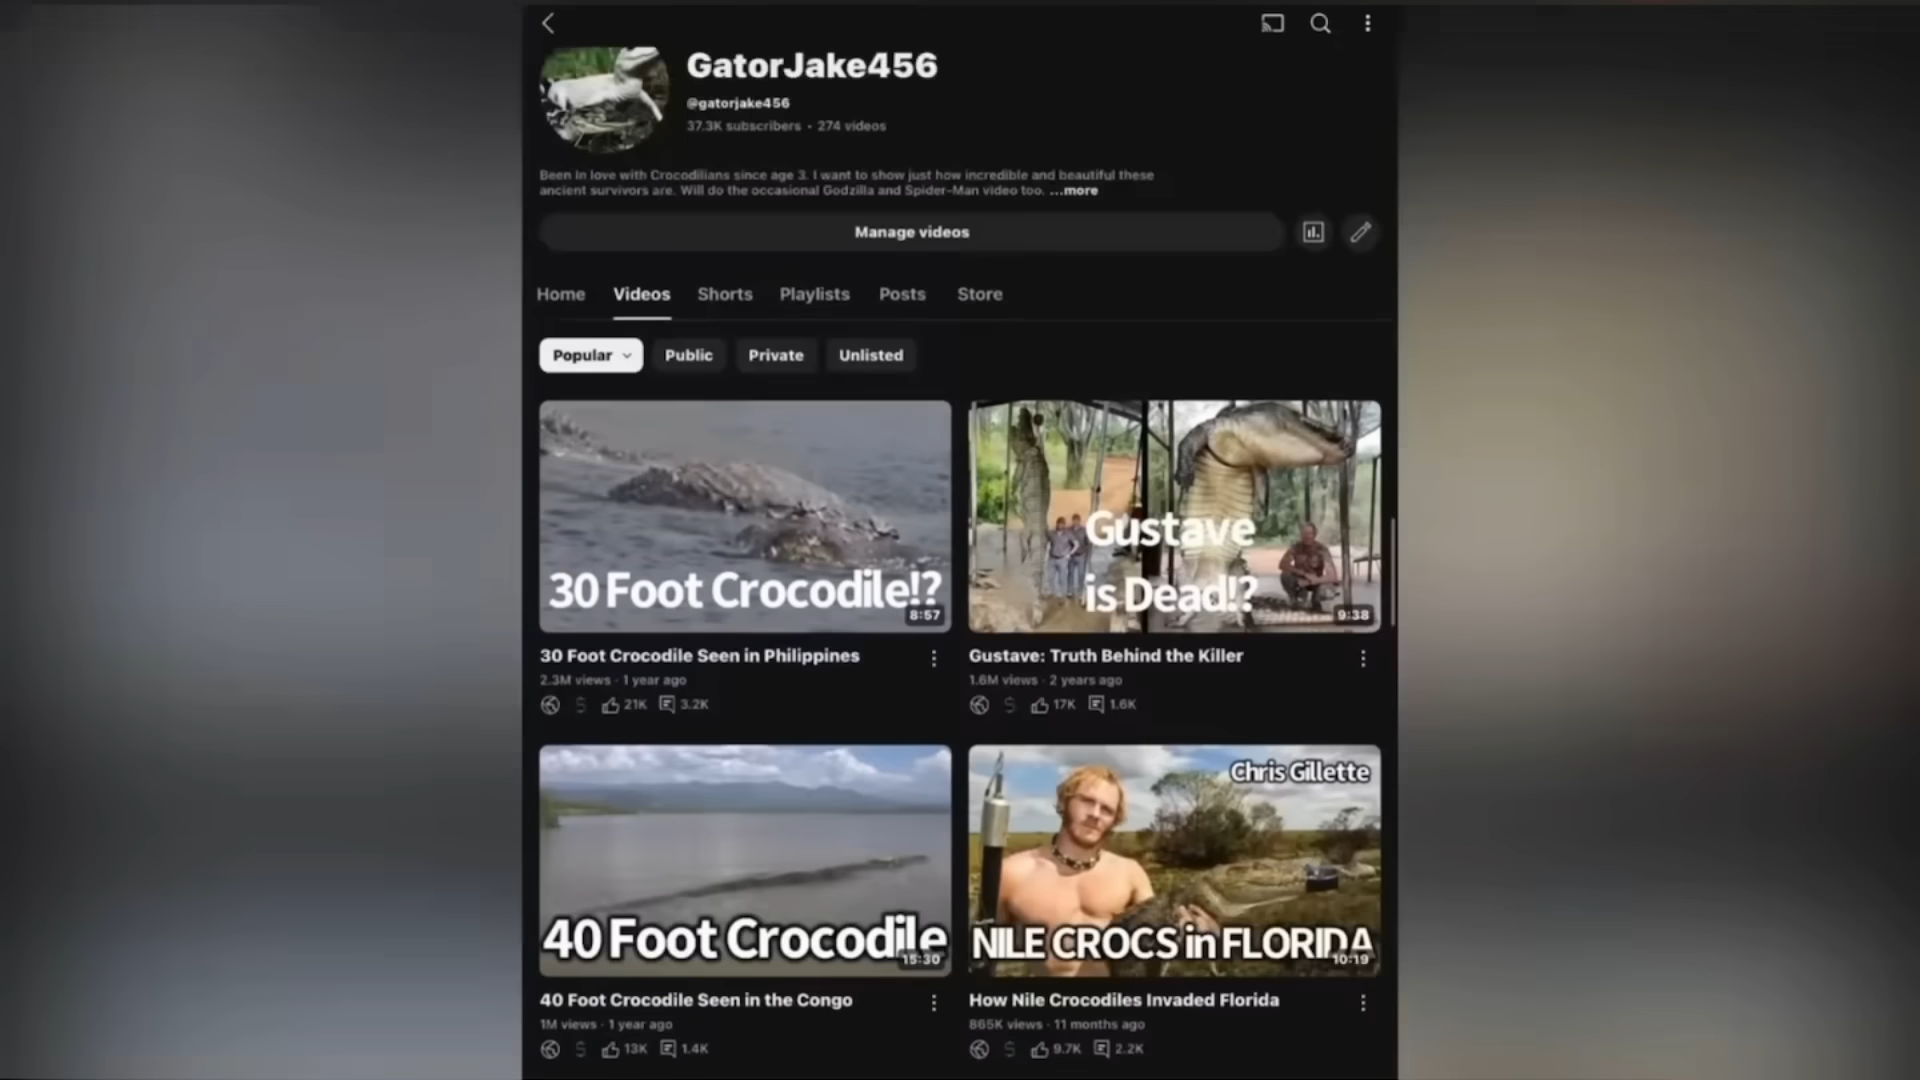 GatorJake456
@gatorjake456
37.3K subscribers • 274 videos
Been in love with Crocodilians since age 3. I want to show just how incredible and beautiful these
ancient survivors are. Will do the occasional Godzilla and Spider-Man video too. ...more
Manage videos
Home Videos Shorts Playlists Posts Store
Popular Public Private Unlisted
30 Foot Crocodile!?
8:57
30 Foot Crocodile Seen in Philippines
2.3M views · 1 year ago
21K 3.2K
Gustave
is Dead!?
9:38
Gustave: Truth Behind the Killer
1.6M views · 2 years ago
17K 1.6K
40 Foot Crocodile
15:30
40 Foot Crocodile Seen in the Congo
1M views · 1 year ago
13K 1.4K
Chris Gillette
NILE CROCS in FLORIDA
10:19
How Nile Crocodiles Invaded Florida
865K views · 11 months ago
9.7K 2.2K